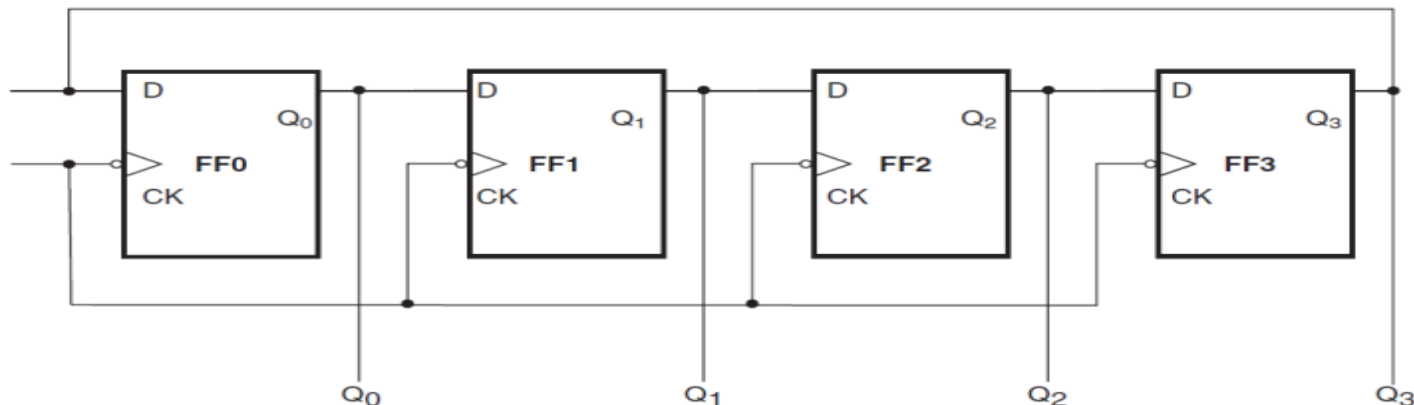 D D D D
Q₀ Q₁ Q₂ Q₃
FF0 FF1 FF2 FF3
CK CK CK CK
Q₀ Q₁ Q₂ Q₃